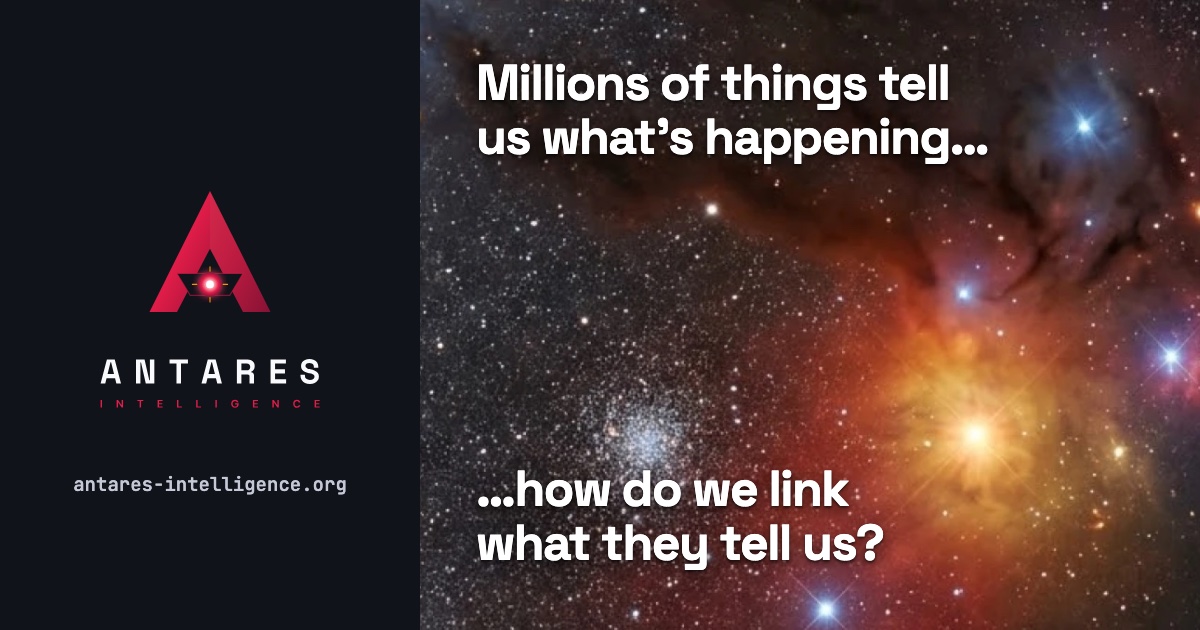 ANTARES
INTELLIGENCE
antares-intelligence.org
Millions of things tell
us what’s happening...
...how do we link
what they tell us?